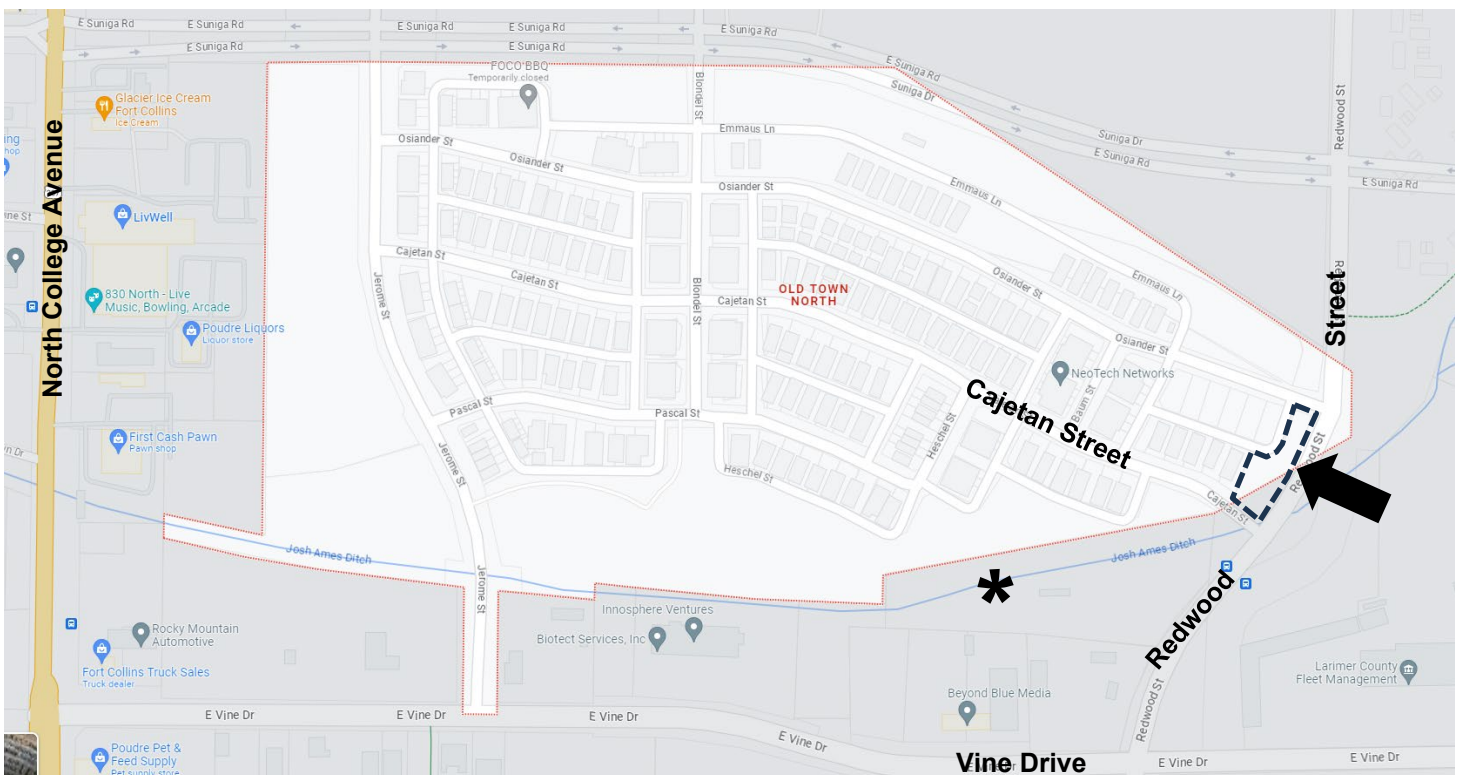 E Suniga Rd
E Suniga Rd
E Suniga Rd
E Suniga Rd
E Suniga Rd
E Suniga Rd
E Suniga Rd
E Suniga Rd
Suniga Dr
Suniga Dr
E Suniga Rd
E Suniga Rd
Redwood St
FOCO BBQ
Temporarily closed
Glacier Ice Cream
Fort Collins
Ice Cream
North College Avenue
LivWell
830 North - Live
Music, Bowling, Arcade
Poudre Liquors
Liquor store
First Cash Pawn
Pawn shop
Blondel St
Emmaus Ln
Osiander St
Osiander St
Osiander St
Emmaus Ln
Cajetan St
Cajetan St
Jerome St
Blondel St
Cajetan St
OLD TOWN
NORTH
Osiander St
Emmaus Ln
Street
Osiander St
NeoTech Networks
Cajetan Street
Baum St
Pascal St
Pascal St
Heschel St
Jerome St
Heschel St
Cajetan St
Redwood St
Josh Ames Ditch
Josh Ames Ditch
*
Jerome St
Redwood
Innosphere Ventures
Biotect Services, Inc
Rocky Mountain
Automotive
Fort Collins Truck Sales
Truck dealer
Larimer County
Fleet Management
Beyond Blue Media
Redwood St
E Vine Dr
E Vine Dr
E Vine Dr
E Vine Dr
Vine Drive
E Vine Dr
E Vine Dr
Poudre Pet &
Feed Supply
Pet supply store